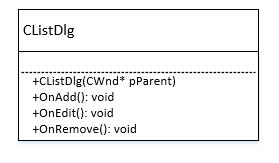 CListDlg
+CListDlg(CWnd* pParent)
+OnAdd(): void
+OnEdit(): void
+OnRemove(): void